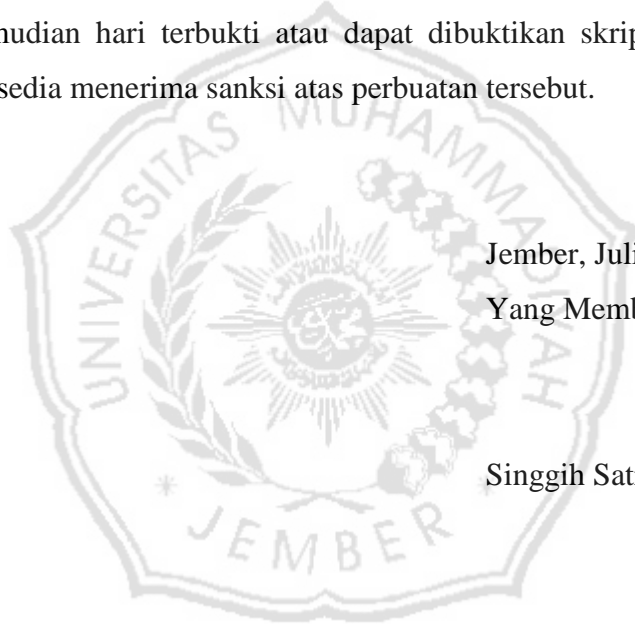 mudian hari terbukti atau dapat dibuktikan skrip
sedia menerima sanksi atas perbuatan tersebut.
UNIVERSITAS MUHAMMADIYAH
Jember, Juli
Yang Memb
Singgih Sat
JEMBER